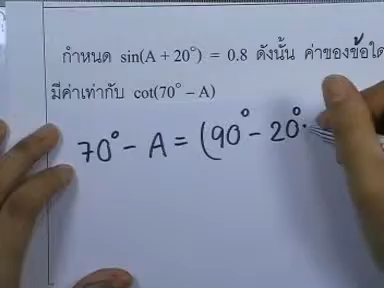 กำหนด sin(A + 20°) = 0.8 ดังนั้น ค่าของข้อใด
มีค่าเท่ากับ cot(70° – A)
70° – A = (90° – 20°